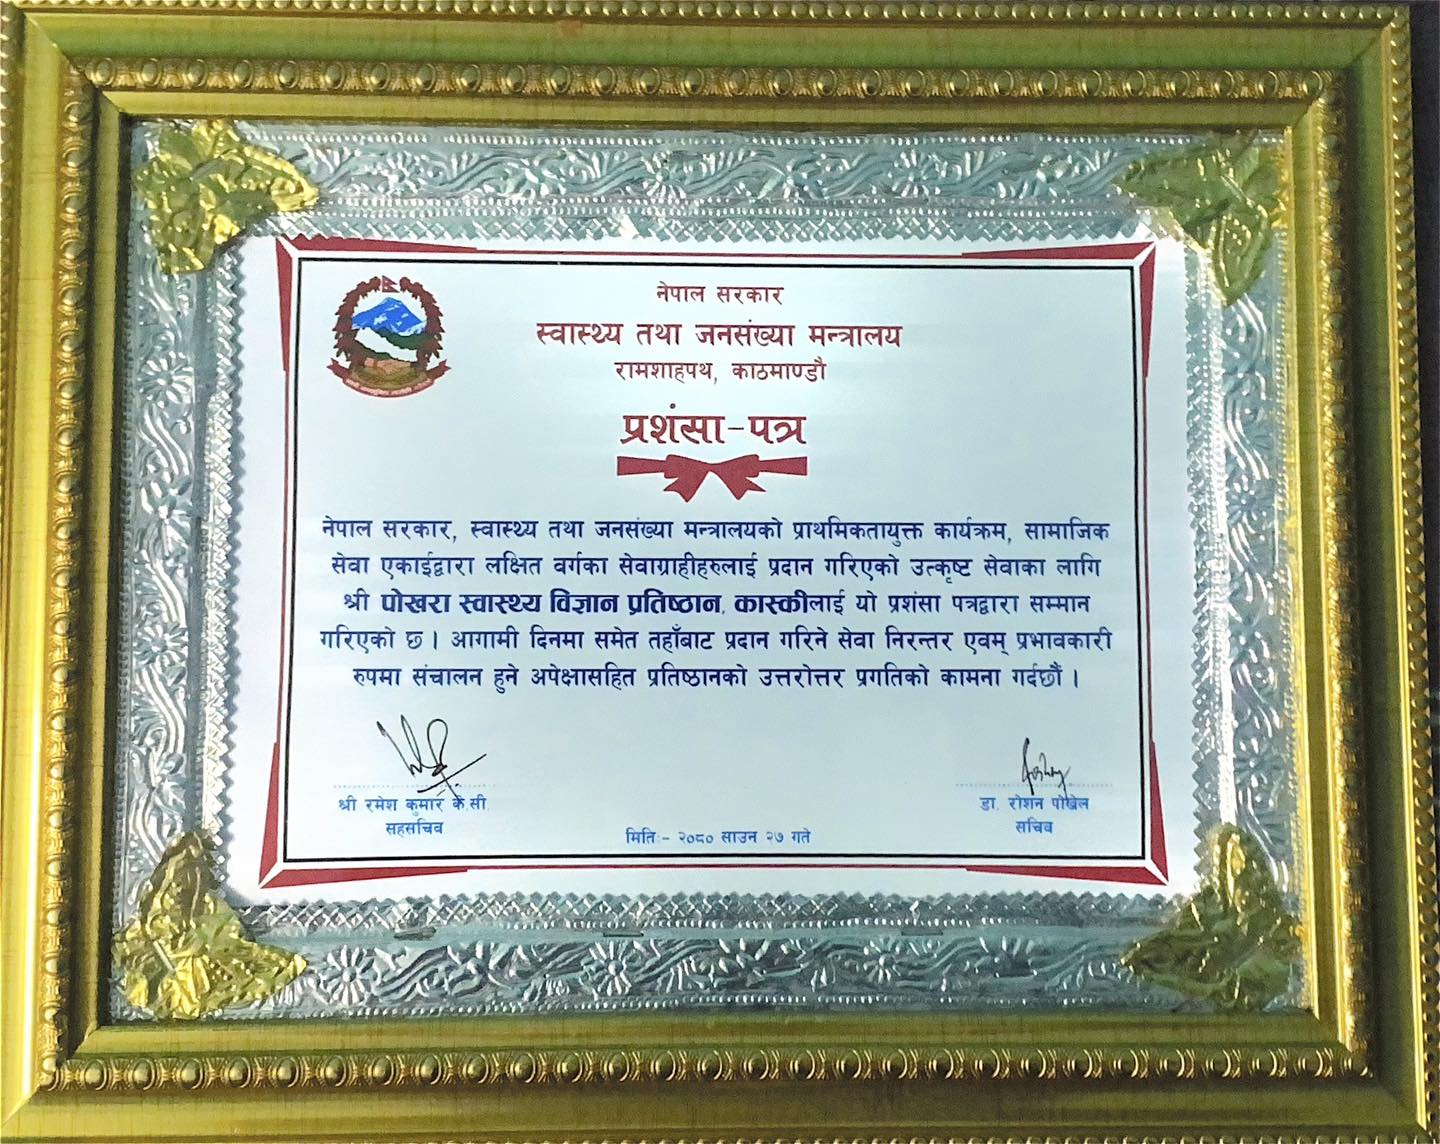 नेपाल सरकार
स्वास्थ्य तथा जनसंख्या मन्त्रालय
रामशाहपथ, काठमाण्डौ
प्रशंसा-पत्र
नेपाल सरकार, स्वास्थ्य तथा जनसंख्या मन्त्रालयको प्राथमिकतायुक्त कार्यक्रम, सामाजिक
सेवा एकाईद्वारा लक्षित वर्गका सेवाग्राहीहरुलाई प्रदान गरिएको उत्कृष्ट सेवाका लागि
श्री पोखरा स्वास्थ्य विज्ञान प्रतिष्ठान, कास्कीलाई यो प्रशंसा पत्रद्वारा सम्मान
गरिएको छ । आगामी दिनमा समेत तहाँबाट प्रदान गरिने सेवा निरन्तर एवम् प्रभावकारी
रुपमा संचालन हुने अपेक्षासहित प्रतिष्ठानको उत्तरोत्तर प्रगतिको कामना गर्दछौं ।
श्री रमेश कुमार के.सी.
सहसचिव
डा. रोशन पोखेल
सचिव
मिति:- २०८० साउन २७ गते